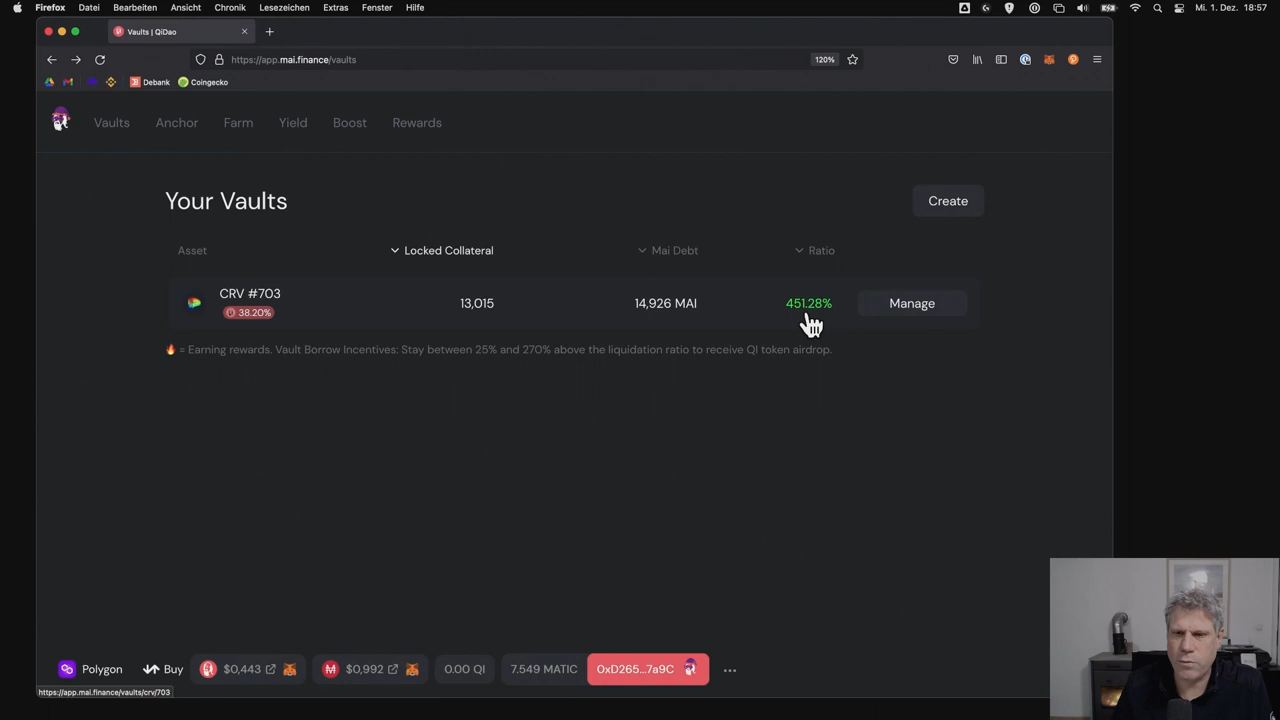 Firefox Datei Bearbeiten Ansicht Chronik Lesezeichen Extras Fenster Hilfe Mi. 1. Dez. 18:57
Vaults | QiDao
https://app.mai.finance/vaults 120%
Debank Coingecko
Vaults Anchor Farm Yield Boost Rewards
Your Vaults Create
Asset Locked Collateral Mai Debt Ratio
CRV #703 13,015 14,926 MAI 451.28% Manage
38.20%
= Earning rewards. Vault Borrow Incentives: Stay between 25% and 270% above the liquidation ratio to receive QI token airdrop.
Polygon Buy $0,443 $0,992 0.00 QI 7.549 MATIC 0xD265...7a9C ...
https://app.mai.finance/vaults/crv/703